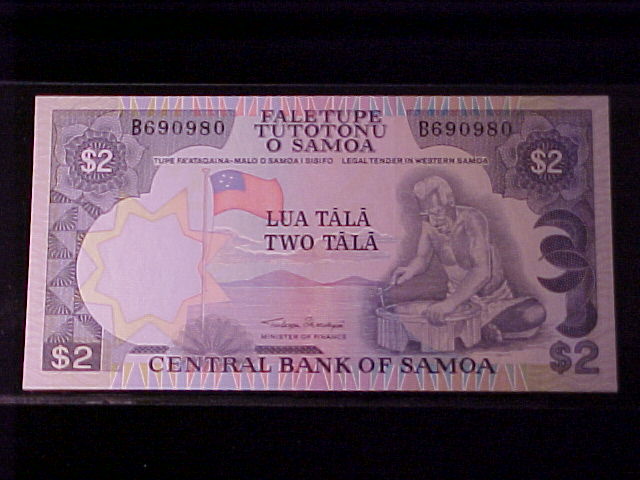 FALETUPE
TUTOTONU
O SAMOA
B690980
B690980
$2
$2
TUPE FA'ATAGAINA-MALO O SAMOA I SISIFO LEGAL TENDER IN WESTERN SAMOA
LUA TĀLĀ
TWO TĀLĀ
MINISTER OF FINANCE
$2
CENTRAL BANK OF SAMOA
$2